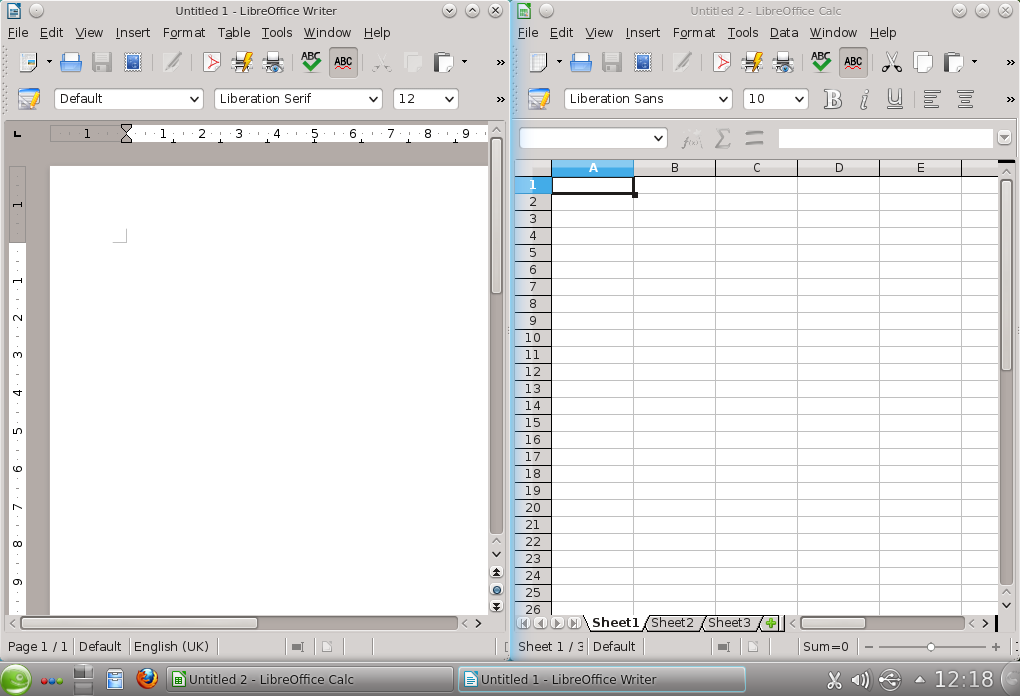 Untitled 1 - LibreOffice Writer
File Edit View Insert Format Table Tools Window Help
ABC ABC
Default Liberation Serif 12
1 1 2 3 4 5 6 7 8 9
1
1
2
3
4
5
6
7
8
9
Page 1 / 1 Default English (UK)
Untitled 2 - LibreOffice Calc
File Edit View Insert Format Tools Data Window Help
ABC ABC
Liberation Sans 10 B i U
f(x) Σ =
A B C D E
1
2
3
4
5
6
7
8
9
10
11
12
13
14
15
16
17
18
19
20
21
22
23
24
25
26
Sheet1 Sheet2 Sheet3
Sheet 1 / 3 Default Sum=0
Untitled 2 - LibreOffice Calc Untitled 1 - LibreOffice Writer 12:18